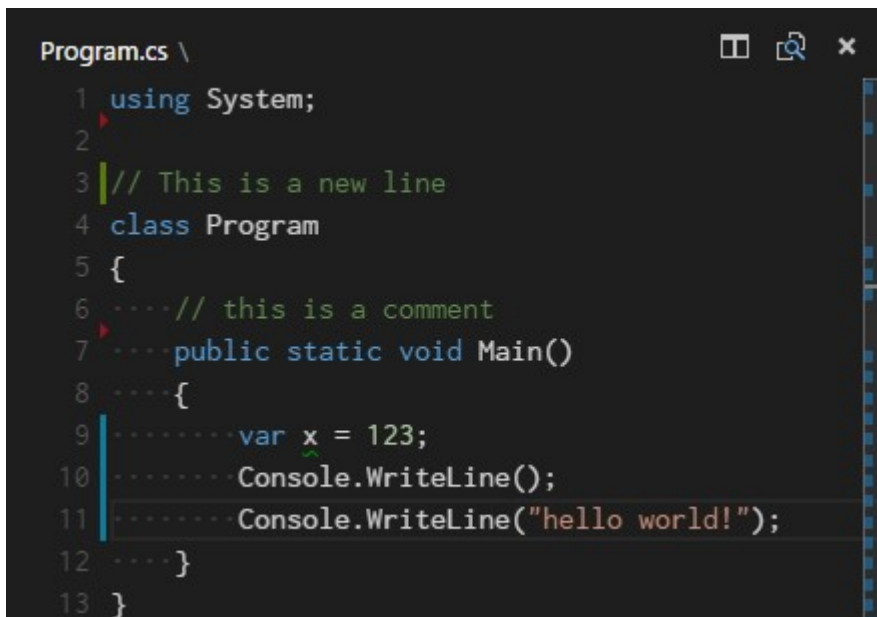 Program.cs \
1 using System;
2
3 // This is a new line
4 class Program
5 {
6 ····// this is a comment
7 ····public static void Main()
8 ····{
9 ········var x = 123;
10 ········Console.WriteLine();
11 ········Console.WriteLine("hello world!");
12 ····}
13 }